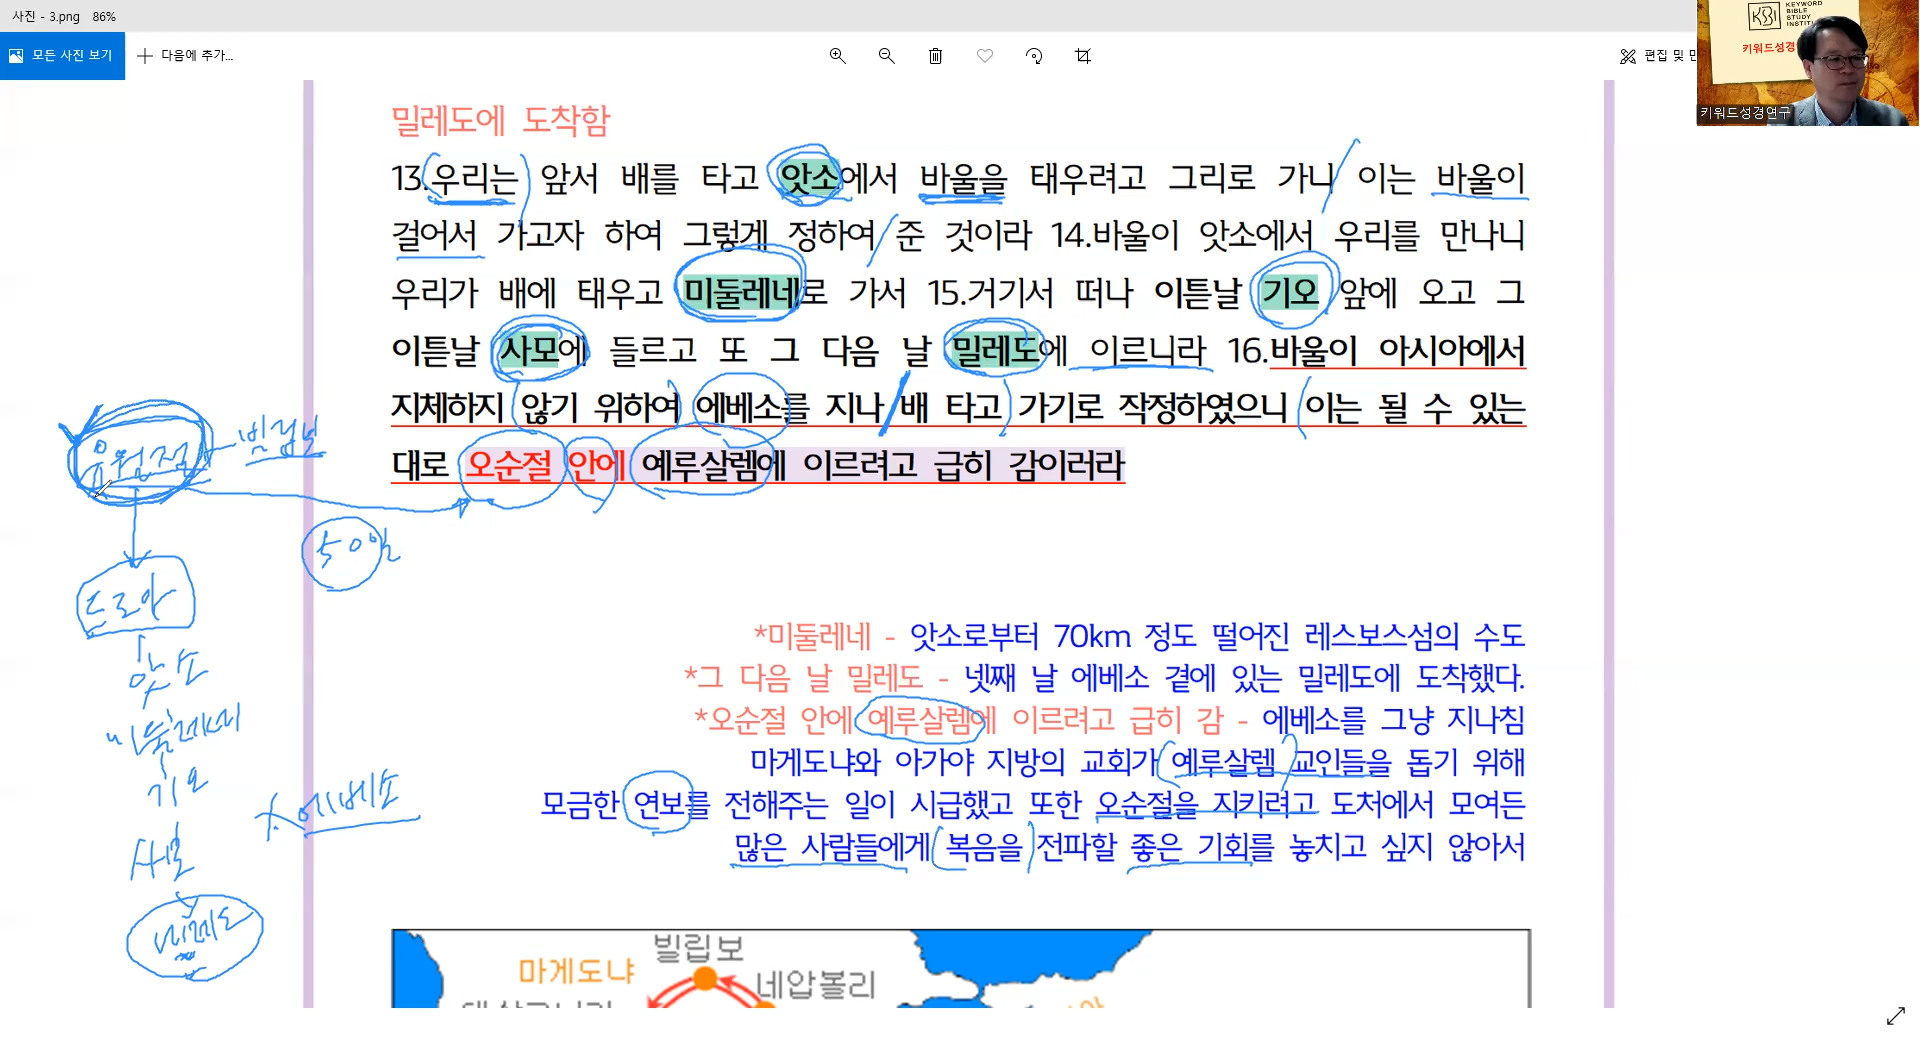 사진 - 3.png 86%
모든 사진 보기
다음에 추가...
편집 및 만
KEYWORD
BIBLE
STUDY
키워드성경연구
밀레도에 도착함
13.우리는 앞서 배를 타고 앗소에서 바울을 태우려고 그리로 가니 이는 바울이
걸어서 가고자 하여 그렇게 정하여 준 것이라 14.바울이 앗소에서 우리를 만나니
우리가 배에 태우고 미둘레네로 가서 15.거기서 떠나 이튿날 기오 앞에 오고 그
이튿날 사모에 들르고 또 그 다음 날 밀레도에 이르니라 16.바울이 아시아에서
지체하지 않기 위하여 에베소를 지나 배 타고 가기로 작정하였으니 이는 될 수 있는
대로 오순절 안에 예루살렘에 이르려고 급히 감이러라
무월절 빌립보
50일
드로아
앗소
미둘레네
기오
X에베소
사모
밀레도
*미둘레네 - 앗소로부터 70km 정도 떨어진 레스보스섬의 수도
*그 다음 날 밀레도 - 넷째 날 에베소 곁에 있는 밀레도에 도착했다.
*오순절 안에 예루살렘에 이르려고 급히 감 - 에베소를 그냥 지나침
마게도냐와 아가야 지방의 교회가 예루살렘 교인들을 돕기 위해
모금한 연보를 전해주는 일이 시급했고 또한 오순절을 지키려고 도처에서 모여든
많은 사람들에게 복음을 전파할 좋은 기회를 놓치고 싶지 않아서
빌립보
마게도냐
네압볼리